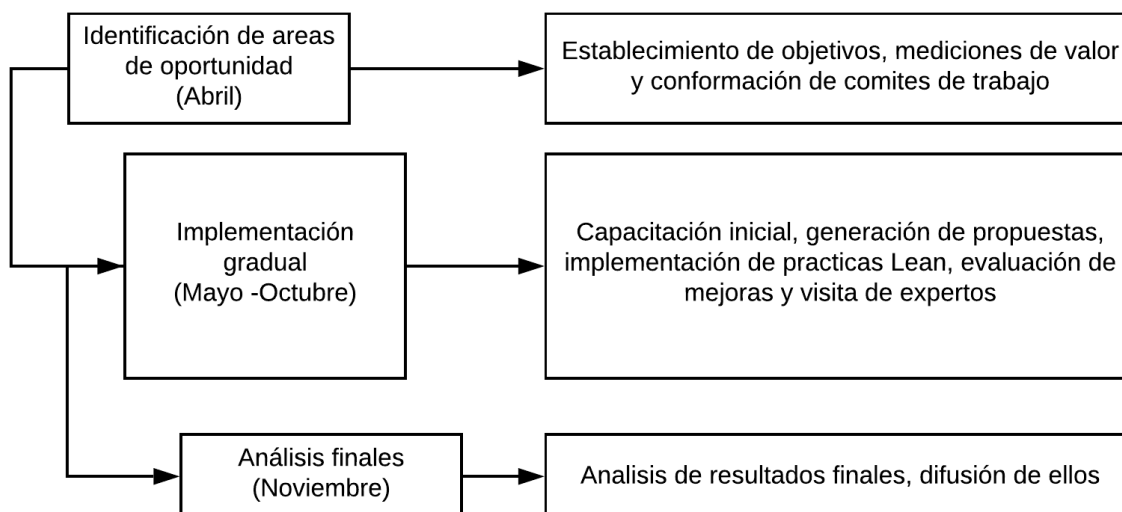 Identificación de areas
de oportunidad
(Abril)
Establecimiento de objetivos, mediciones de valor
y conformación de comites de trabajo
Implementación
gradual
(Mayo -Octubre)
Capacitación inicial, generación de propuestas,
implementación de practicas Lean, evaluación de
mejoras y visita de expertos
Análisis finales
(Noviembre)
Analisis de resultados finales, difusión de ellos